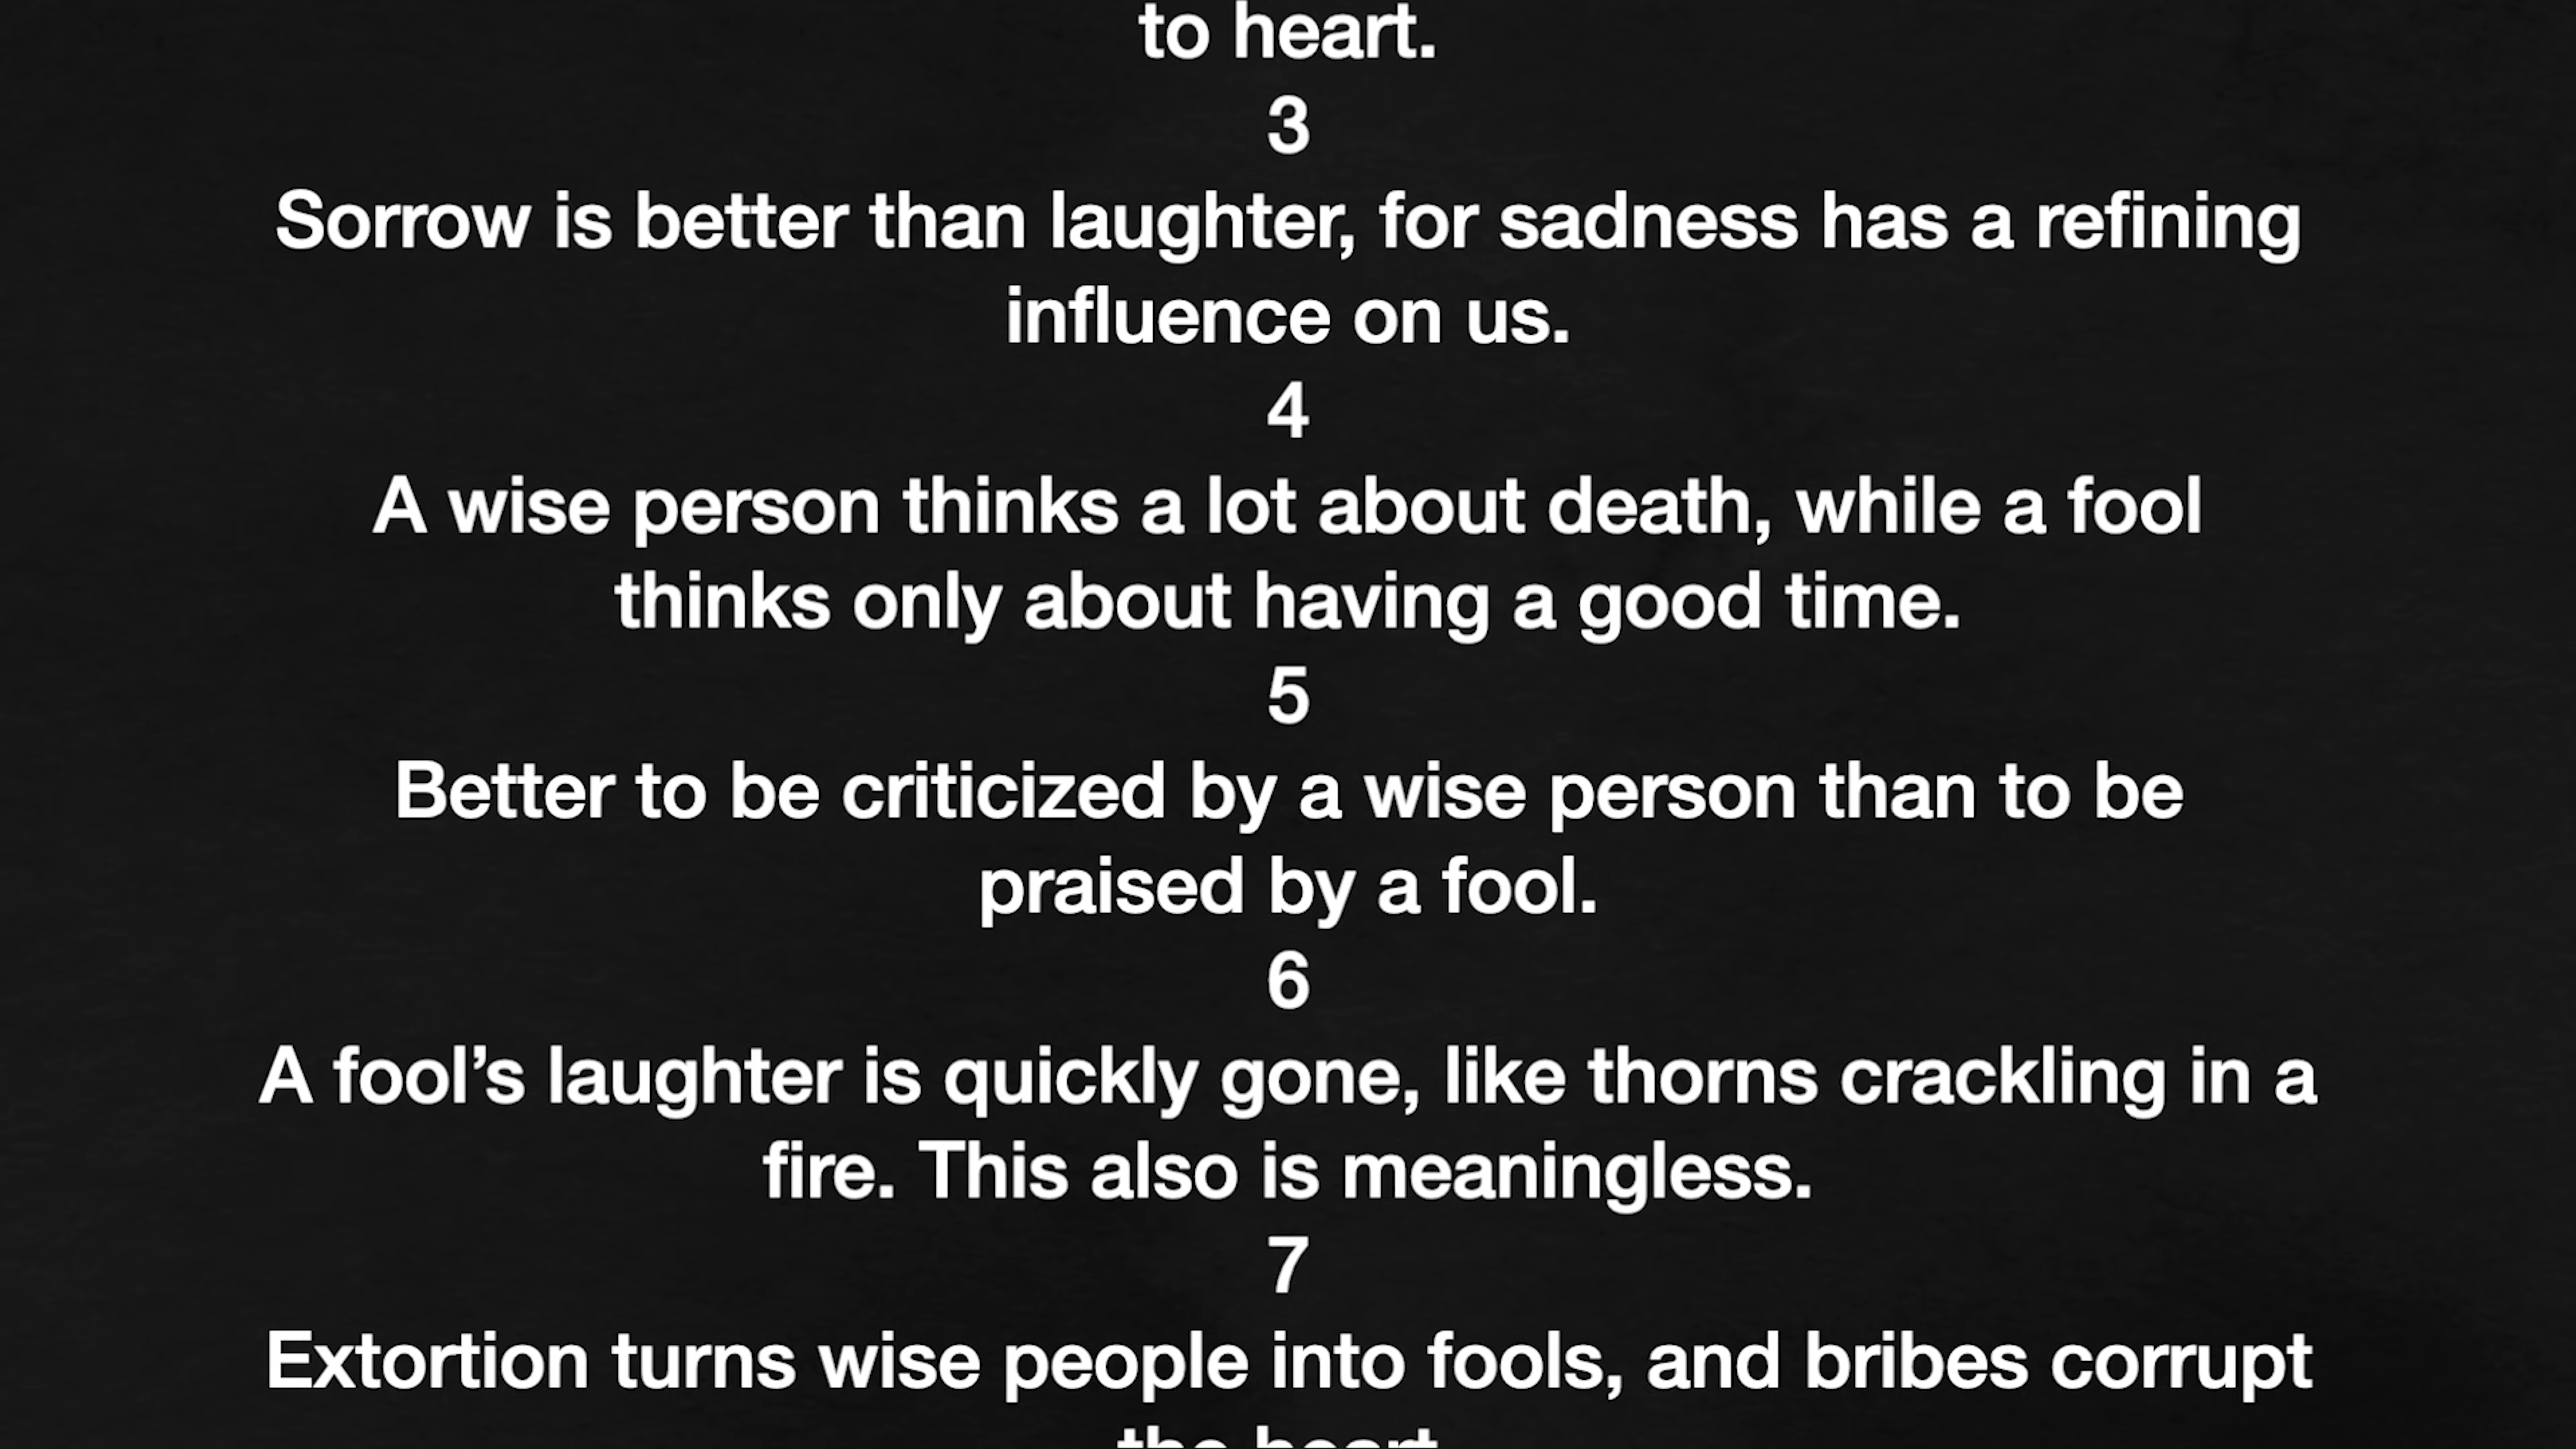 to heart.
3
Sorrow is better than laughter, for sadness has a refining
influence on us.
4
A wise person thinks a lot about death, while a fool
thinks only about having a good time.
5
Better to be criticized by a wise person than to be
praised by a fool.
6
A fool’s laughter is quickly gone, like thorns crackling in a
fire. This also is meaningless.
7
Extortion turns wise people into fools, and bribes corrupt
the heart